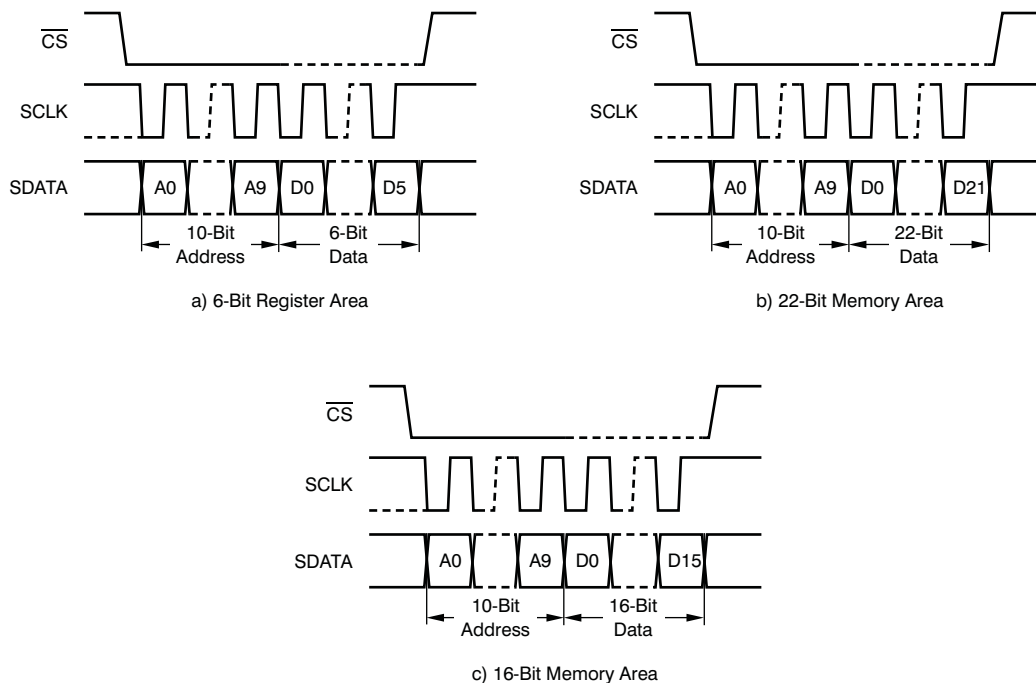 CS
SCLK
SDATA
A0
A9
D0
D5
10-Bit
Address
6-Bit
Data
a) 6-Bit Register Area
CS
SCLK
SDATA
A0
A9
D0
D21
10-Bit
Address
22-Bit
Data
b) 22-Bit Memory Area
CS
SCLK
SDATA
A0
A9
D0
D15
10-Bit
Address
16-Bit
Data
c) 16-Bit Memory Area